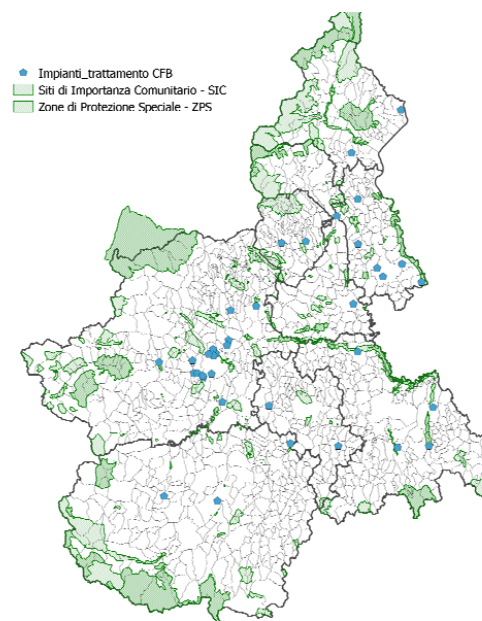 Impianti_trattamento CFB
Siti di Importanza Comunitario - SIC
Zone di Protezione Speciale - ZPS